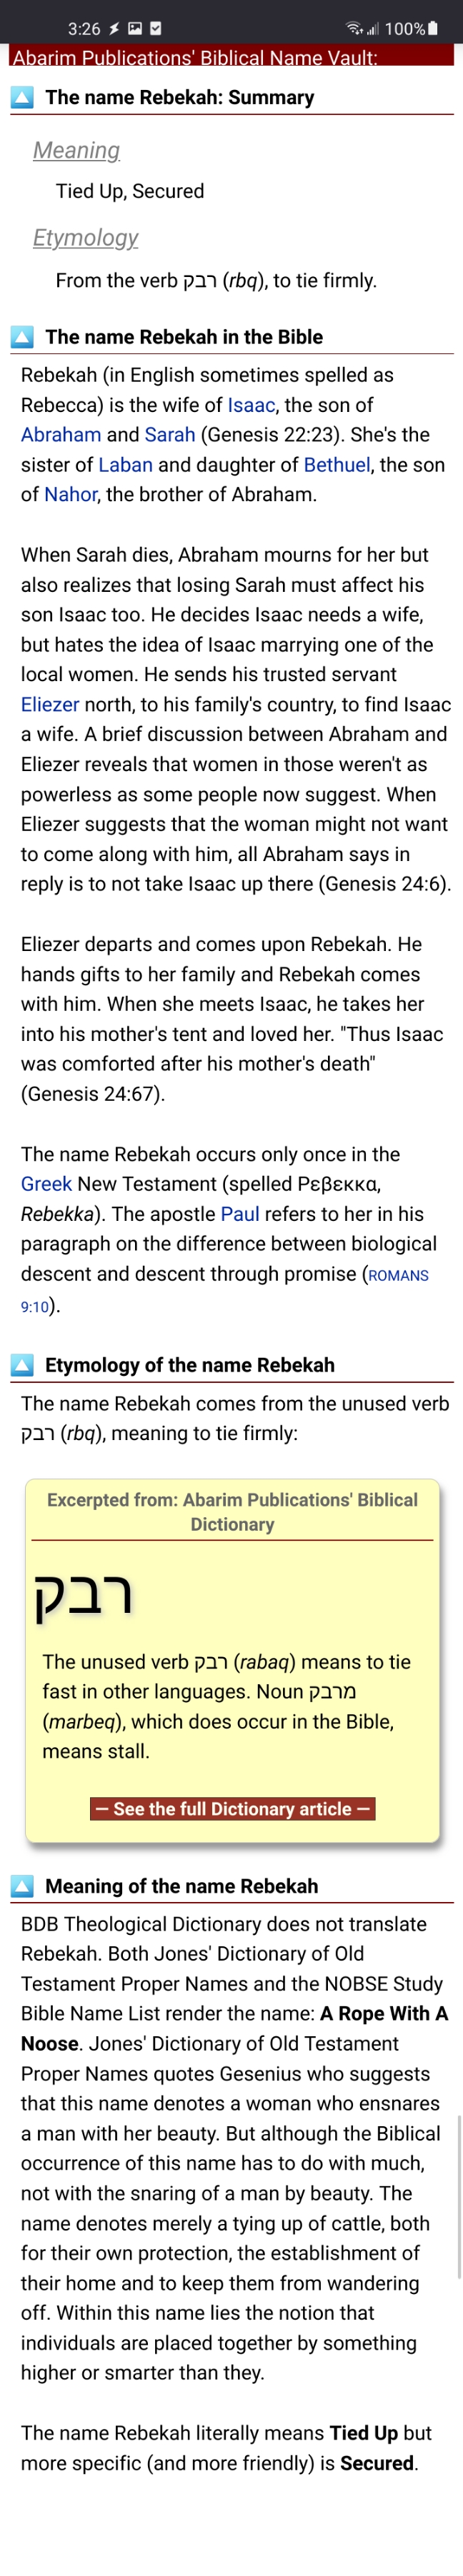 3:26 100%
Abarim Publications' Biblical Name Vault:
The name Rebekah: Summary
Meaning
Tied Up, Secured
Etymology
From the verb רבק (rbq), to tie firmly.
The name Rebekah in the Bible
Rebekah (in English sometimes spelled as
Rebecca) is the wife of Isaac, the son of
Abraham and Sarah (Genesis 22:23). She's the
sister of Laban and daughter of Bethuel, the son
of Nahor, the brother of Abraham.
When Sarah dies, Abraham mourns for her but
also realizes that losing Sarah must affect his
son Isaac too. He decides Isaac needs a wife,
but hates the idea of Isaac marrying one of the
local women. He sends his trusted servant
Eliezer north, to his family's country, to find Isaac
a wife. A brief discussion between Abraham and
Eliezer reveals that women in those weren't as
powerless as some people now suggest. When
Eliezer suggests that the woman might not want
to come along with him, all Abraham says in
reply is to not take Isaac up there (Genesis 24:6).
Eliezer departs and comes upon Rebekah. He
hands gifts to her family and Rebekah comes
with him. When she meets Isaac, he takes her
into his mother's tent and loved her. "Thus Isaac
was comforted after his mother's death"
(Genesis 24:67).
The name Rebekah occurs only once in the
Greek New Testament (spelled Ρεβεκκα,
Rebekka). The apostle Paul refers to her in his
paragraph on the difference between biological
descent and descent through promise (ROMANS
9:10).
Etymology of the name Rebekah
The name Rebekah comes from the unused verb
רבק (rbq), meaning to tie firmly:
Excerpted from: Abarim Publications' Biblical
Dictionary
רבק
The unused verb רבק (rabaq) means to tie
fast in other languages. Noun מרבק
(marbeq), which does occur in the Bible,
means stall.
— See the full Dictionary article —
Meaning of the name Rebekah
BDB Theological Dictionary does not translate
Rebekah. Both Jones' Dictionary of Old
Testament Proper Names and the NOBSE Study
Bible Name List render the name: A Rope With A
Noose. Jones' Dictionary of Old Testament
Proper Names quotes Gesenius who suggests
that this name denotes a woman who ensnares
a man with her beauty. But although the Biblical
occurrence of this name has to do with much,
not with the snaring of a man by beauty. The
name denotes merely a tying up of cattle, both
for their own protection, the establishment of
their home and to keep them from wandering
off. Within this name lies the notion that
individuals are placed together by something
higher or smarter than they.
The name Rebekah literally means Tied Up but
more specific (and more friendly) is Secured.